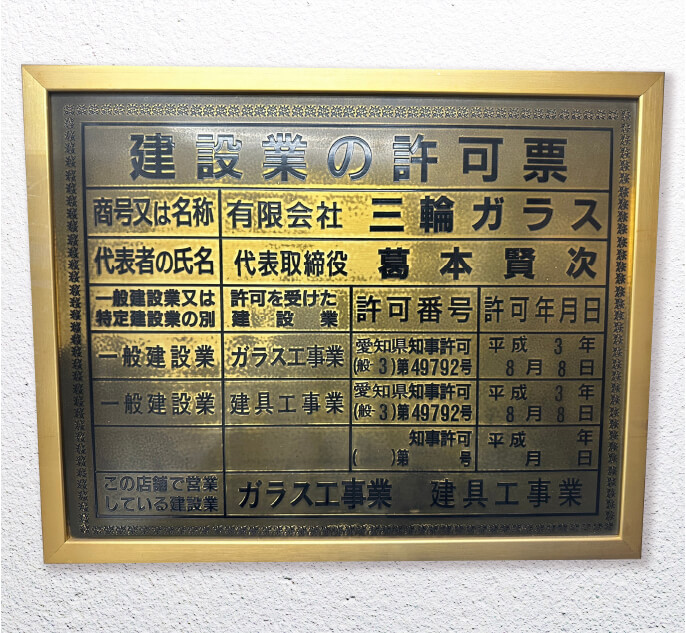 建設業の許可票
商号又は名称 有限会社 三輪ガラス
代表者の氏名 代表取締役 葛本賢次
一般建設業又は 許可を受けた 許可番号 許可年月日
特定建設業の別 建設業
一般建設業 ガラス工事業 愛知県知事許可 平成 3 年
(般- 3)第49792号 8月 8日
一般建設業 建具工事業 愛知県知事許可 平成 3 年
(般- 3)第49792号 8月 8日
知事許可 平成 年
( )第 号 月 日
この店舗で営業 ガラス工事業 建具工事業
している建設業